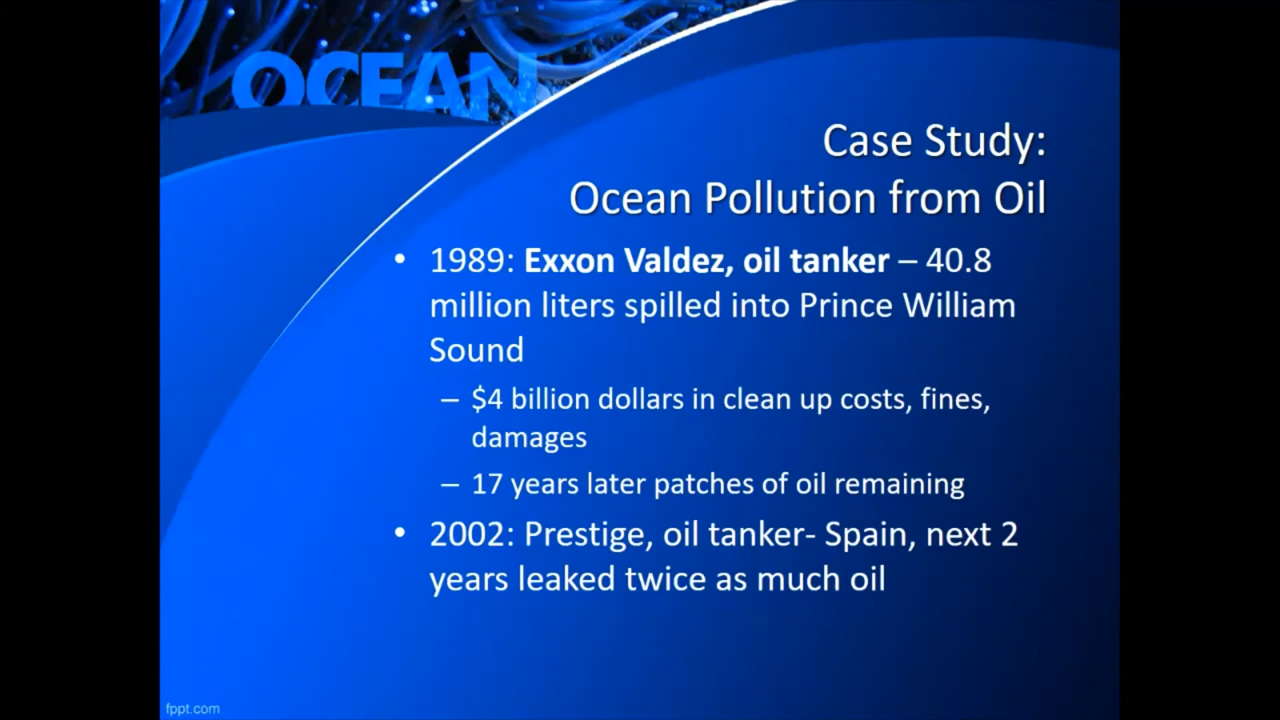 OCEAN
Case Study:
Ocean Pollution from Oil
• 1989: Exxon Valdez, oil tanker – 40.8
million liters spilled into Prince William
Sound
– $4 billion dollars in clean up costs, fines,
damages
– 17 years later patches of oil remaining
• 2002: Prestige, oil tanker- Spain, next 2
years leaked twice as much oil
fppt.com